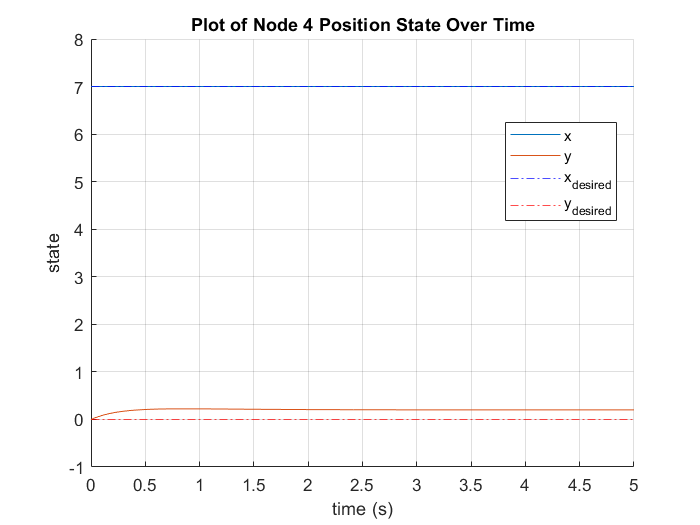 Plot of Node 4 Position State Over Time
8
7
6
5
4
3
2
1
0
-1
state
x
y
x_desired
y_desired
0 0.5 1 1.5 2 2.5 3 3.5 4 4.5 5
time (s)